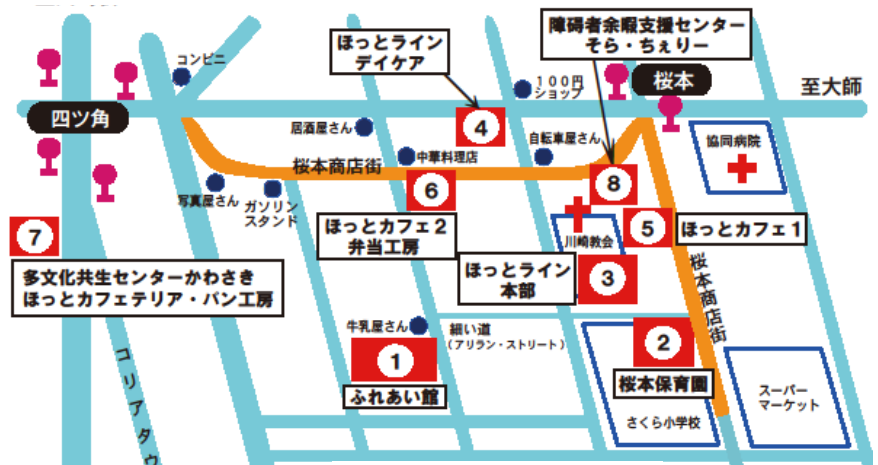 障碍者余暇支援センター
そら・ちぇりー
ほっとライン
デイケア
コンビニ
100円
ショップ
桜本
至大師
四ツ角
4
居酒屋さん
自転車屋さん
協同病院
中華料理店
桜本商店街
8
写真屋さん
ガソリン
スタンド
6
7
ほっとカフェ2
弁当工房
川崎教会
5
ほっとカフェ1
多文化共生センターかわさき
ほっとカフェテリア・パン工房
ほっとライン
本部
3
桜本商店街
牛乳屋さん
細い道
(アリラン・ストリート)
1
ふれあい館
2
桜本保育園
さくら小学校
スーパー
マーケット
コリアタウ